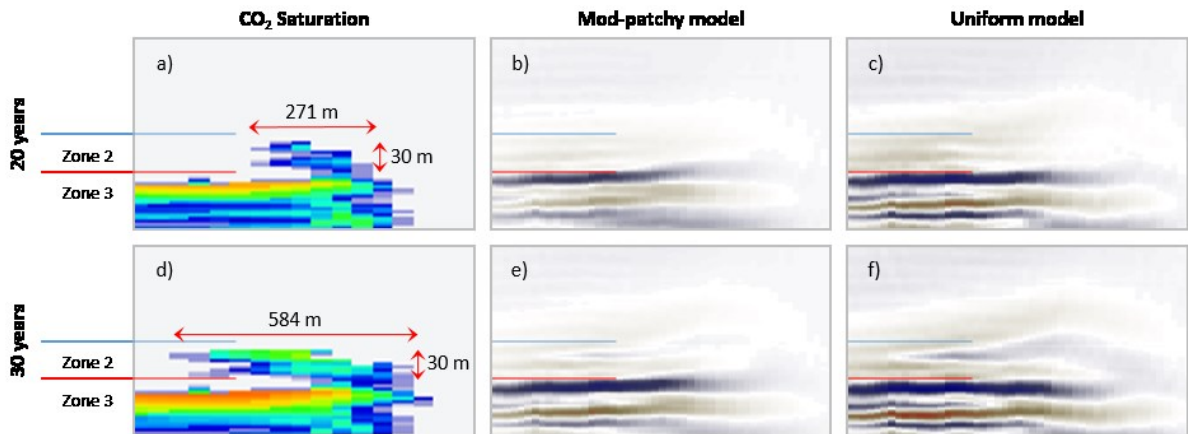 CO₂ Saturation
Mod-patchy model
Uniform model
20 years
a)
271 m
30 m
Zone 2
Zone 3
b)
c)
30 years
d)
584 m
30 m
Zone 2
Zone 3
e)
f)